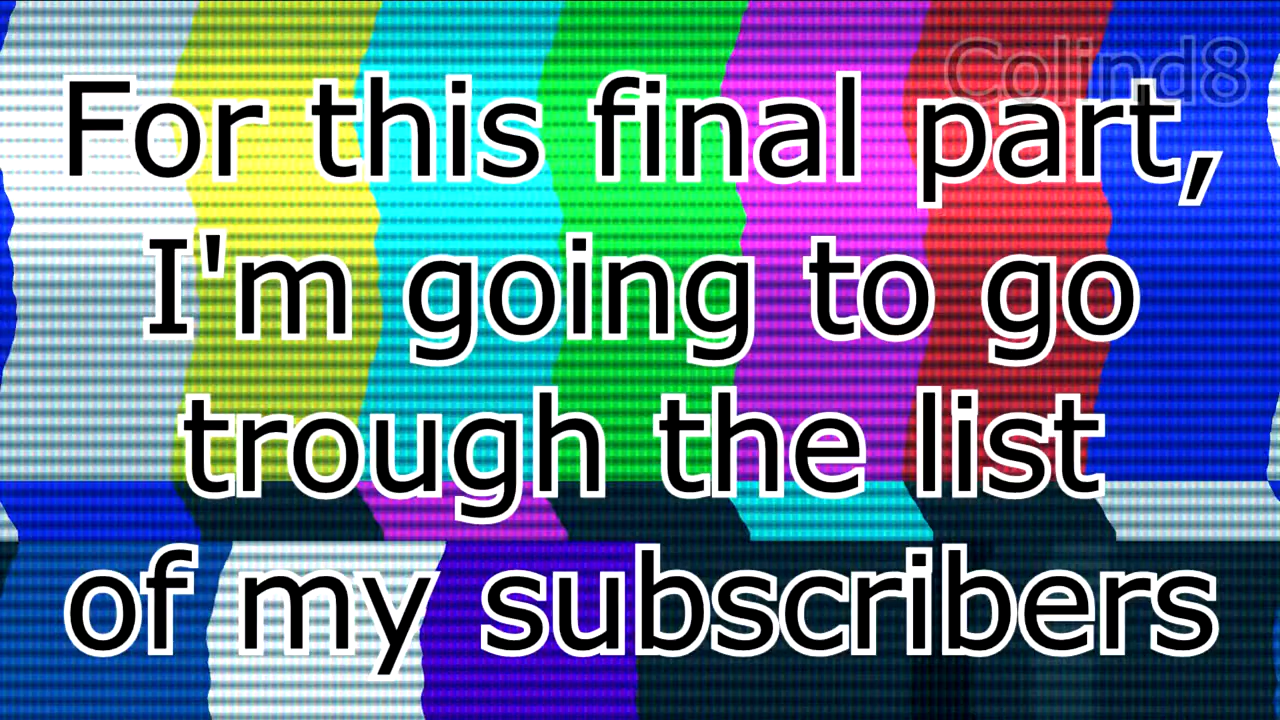 Colind8
For this final part,
I'm going to go
trough the list
of my subscribers